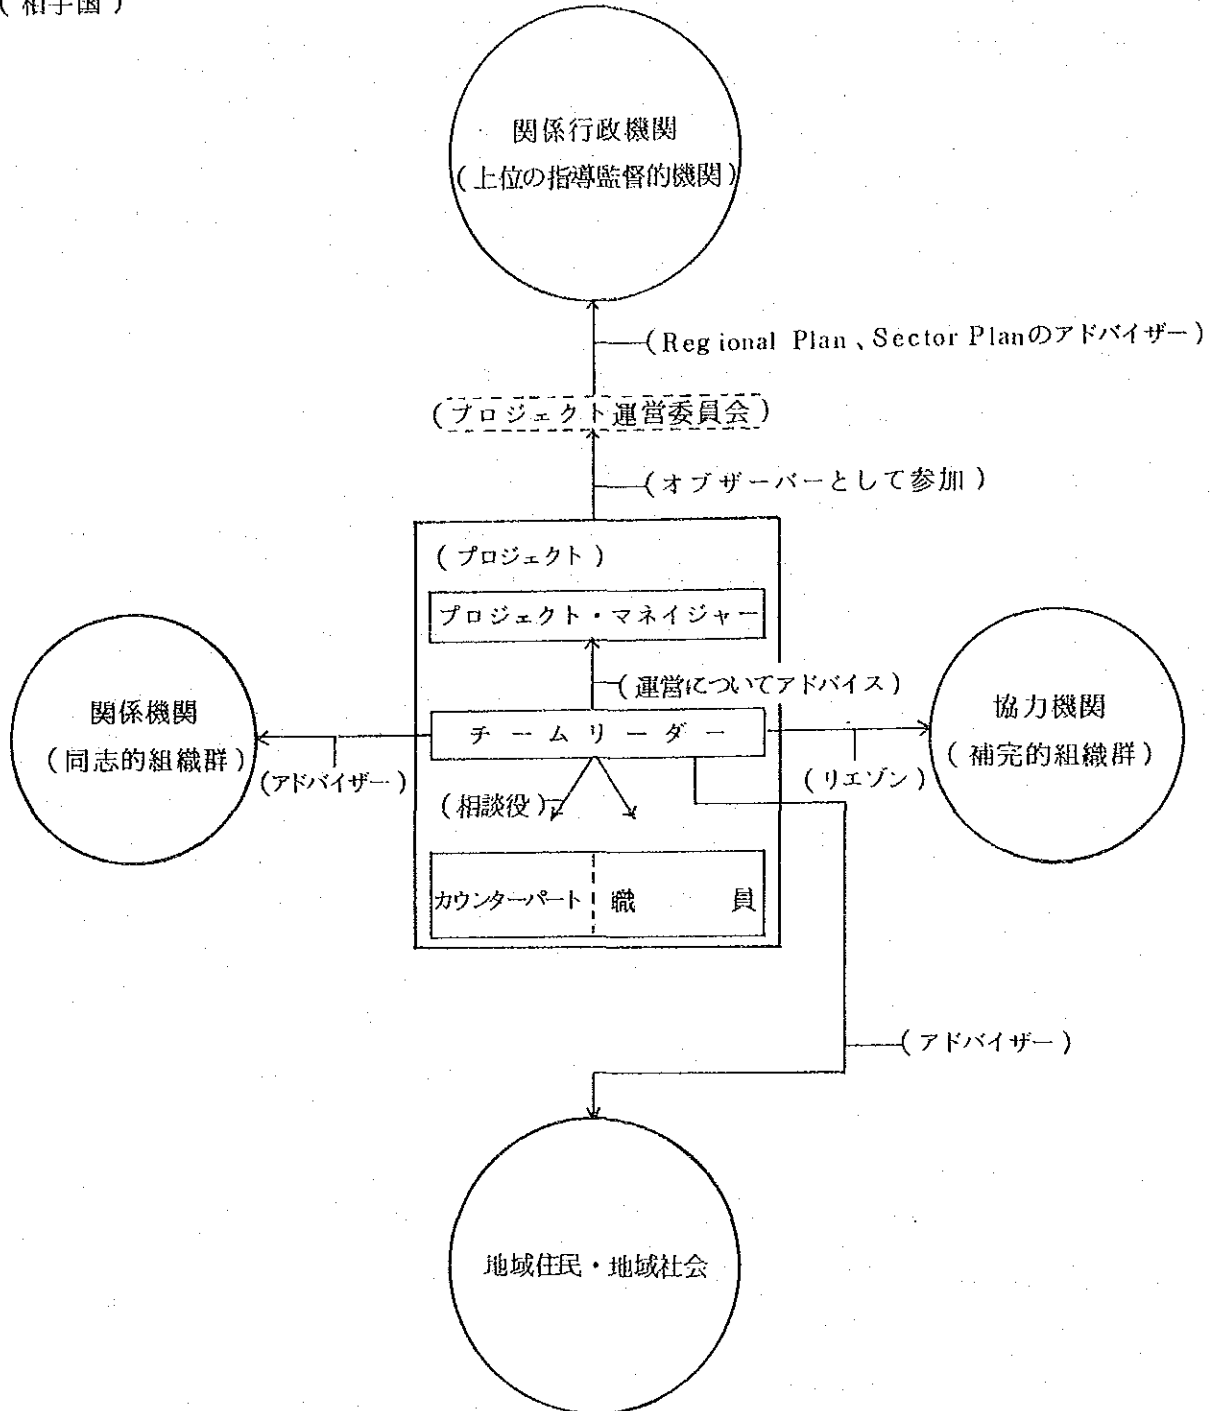 (相手国)
関係行政機関
(上位の指導監督的機関)
(Regional Plan、Sector Planのアドバイザー)
(プロジェクト運営委員会)
(オブザーバーとして参加)
(プロジェクト)
プロジェクト・マネイジャー
(運営についてアドバイス)
チームリーダー
関係機関
(同志的組織群)
(アドバイザー)
協力機関
(補完的組織群)
(リエゾン)
(相談役)
カウンターパート 職員
(アドバイザー)
地域住民・地域社会